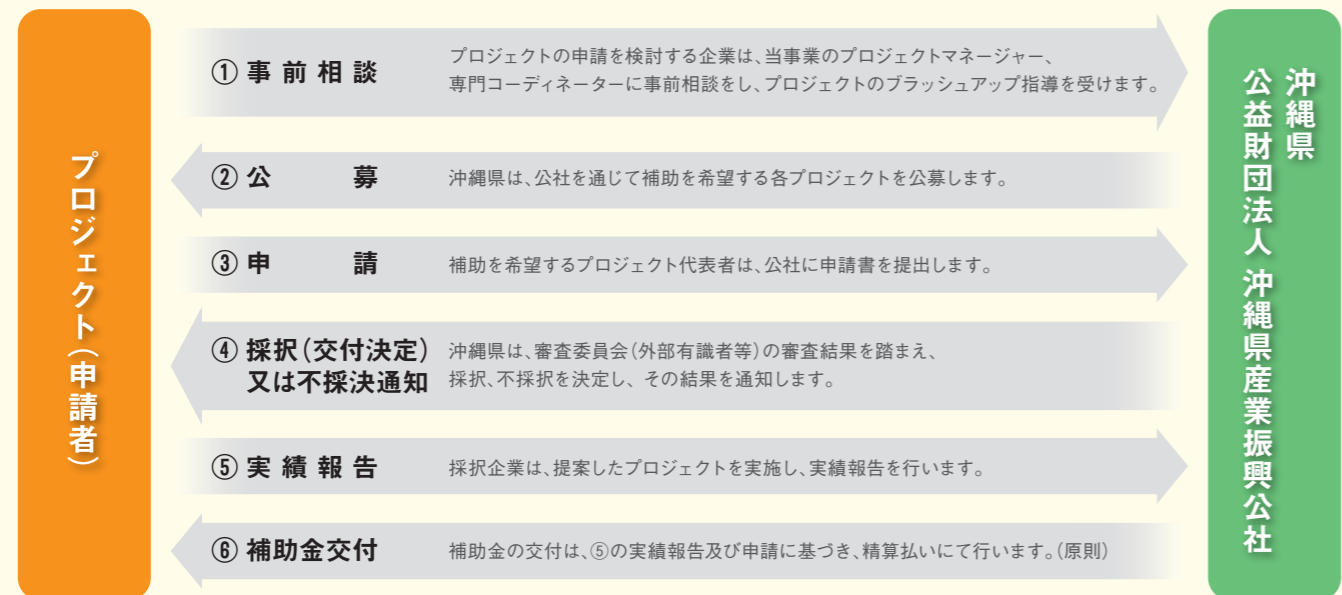 プロジェクト（申請者）
① 事前相談
プロジェクトの申請を検討する企業は、当事業のプロジェクトマネージャー、
専門コーディネーターに事前相談をし、プロジェクトのブラッシュアップ指導を受けます。
② 公募
沖縄県は、公社を通じて補助を希望する各プロジェクトを公募します。
③ 申請
補助を希望するプロジェクト代表者は、公社に申請書を提出します。
④ 採択（交付決定）
又は不採決通知
沖縄県は、審査委員会（外部有識者等）の審査結果を踏まえ、
採択、不採択を決定し、その結果を通知します。
⑤ 実績報告
採択企業は、提案したプロジェクトを実施し、実績報告を行います。
⑥ 補助金交付
補助金の交付は、⑤の実績報告及び申請に基づき、精算払いにて行います。（原則）
沖縄県
公益財団法人 沖縄県産業振興公社